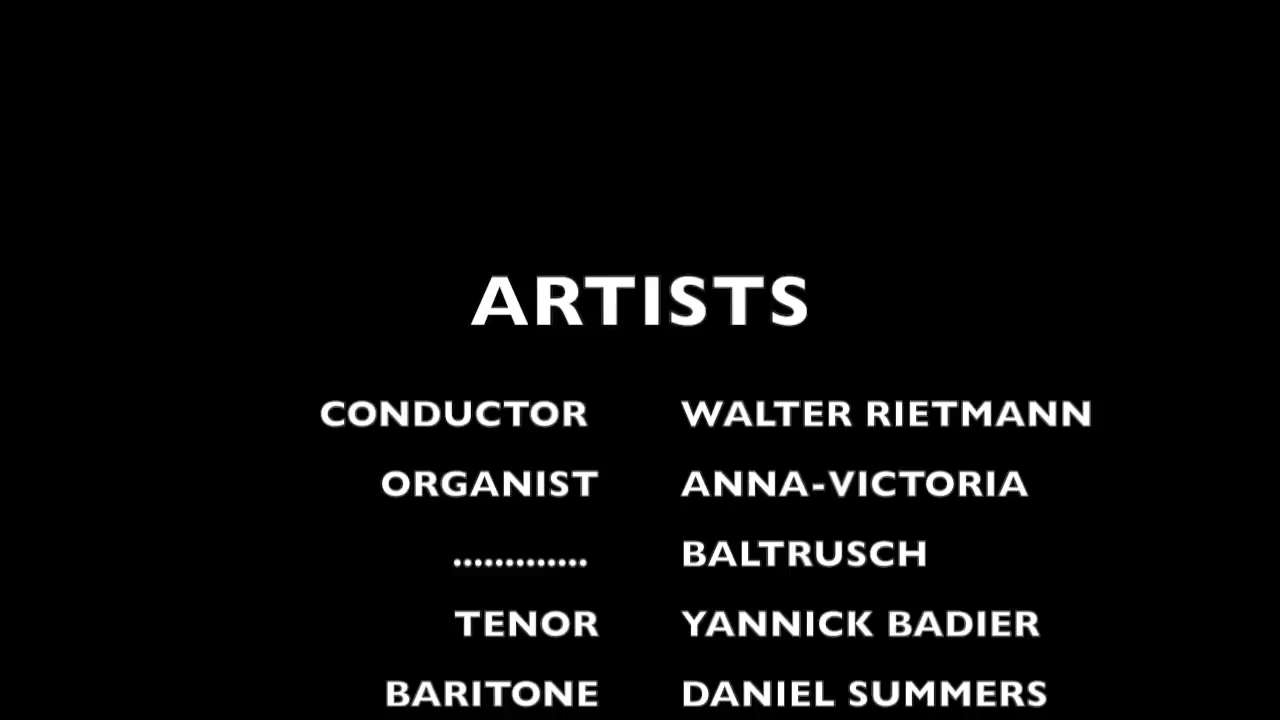 ARTISTS
CONDUCTOR WALTER RIETMANN
ORGANIST ANNA-VICTORIA
............. BALTRUSCH
TENOR YANNICK BADIER
BARITONE DANIEL SUMMERS